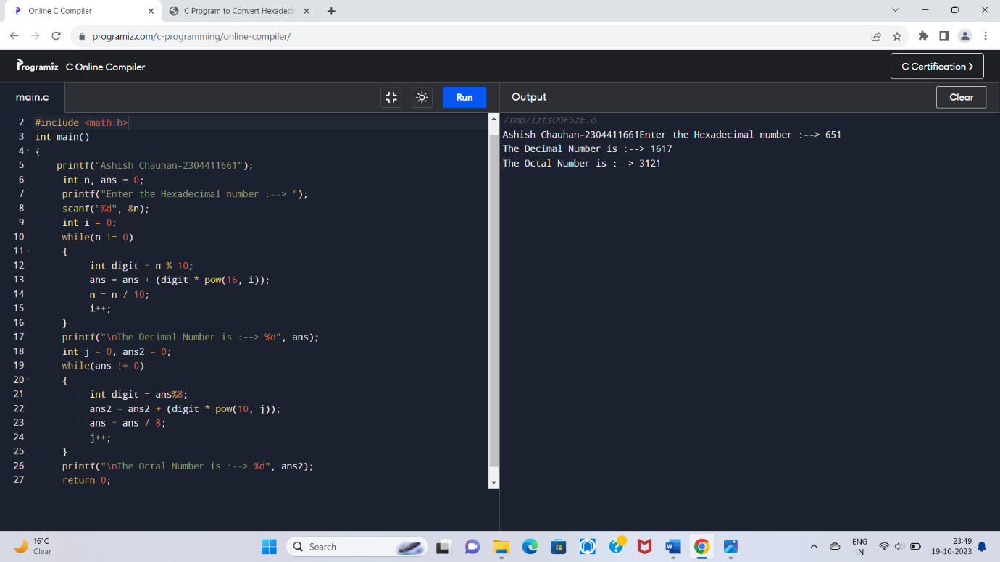 Online C Compiler
C Program to Convert Hexadeci
programiz.com/c-programming/online-compiler/
Programiz C Online Compiler
C Certification >
main.c
Run
Output
Clear
2 #include <math.h>
3 int main()
4 {
5 printf("Ashish Chauhan-2304411661");
6 int n, ans = 0;
7 printf("Enter the Hexadecimal number :--> ");
8 scanf("%d", &n);
9 int i = 0;
10 while(n != 0)
11 {
12 int digit = n % 10;
13 ans = ans + (digit * pow(16, i));
14 n = n / 10;
15 i++;
16 }
17 printf("\nThe Decimal Number is :--> %d", ans);
18 int j = 0, ans2 = 0;
19 while(ans != 0)
20 {
21 int digit = ans%8;
22 ans2 = ans2 + (digit * pow(10, j));
23 ans = ans / 8;
24 j++;
25 }
26 printf("\nThe Octal Number is :--> %d", ans2);
27 return 0;
/tmp/iztsOOF5zE.o
Ashish Chauhan-2304411661Enter the Hexadecimal number :--> 651
The Decimal Number is :--> 1617
The Octal Number is :--> 3121
16°C
Clear
Search
ENG
IN
23:49
19-10-2023